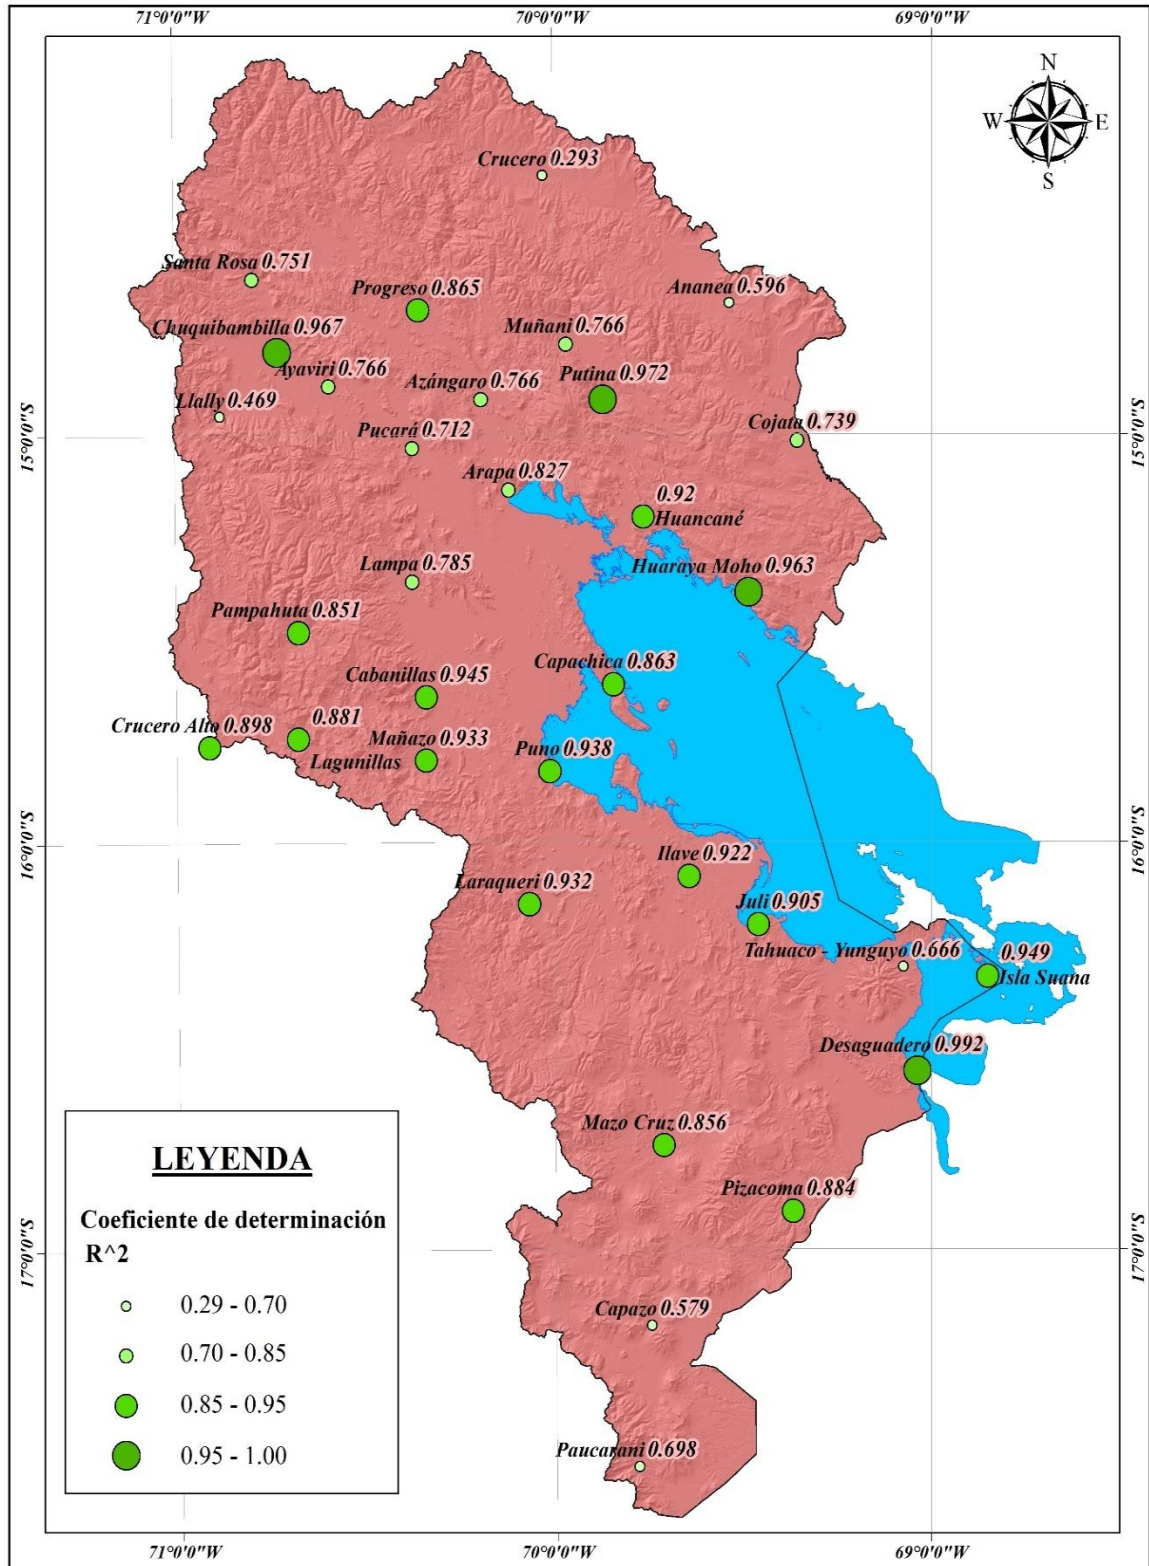 71°0'0"W
70°0'0"W
69°0'0"W
N
W
E
S
Crucero 0.293
Santa Rosa 0.751
Progreso 0.865
Ananea 0.596
Chuquibambilla 0.967
Muñani 0.766
Ayaviri 0.766
Azángaro 0.766
Putina 0.972
Llally 0.469
Cojata 0.739
15°0'0"S
15°0'0"S
Pucará 0.712
Arapa 0.827
0.92
Huancané
Lampa 0.785
Huaraya Moho 0.963
Pampahuta 0.851
Capachica 0.863
Cabanillas 0.945
Crucero Alto 0.898
0.881
Lagunillas
Mañazo 0.933
Puno 0.938
16°0'0"S
16°0'0"S
Ilave 0.922
Laraqueri 0.932
Juli 0.905
Tahuaco - Yunguyo 0.666
0.949
Isla Suana
Desaguadero 0.992
Mazo Cruz 0.856
Pizacoma 0.884
17°0'0"S
17°0'0"S
Capazo 0.579
Paucarani 0.698
LEYENDA
Coeficiente de determinación
R^2
0.29 - 0.70
0.70 - 0.85
0.85 - 0.95
0.95 - 1.00
71°0'0"W
70°0'0"W
69°0'0"W